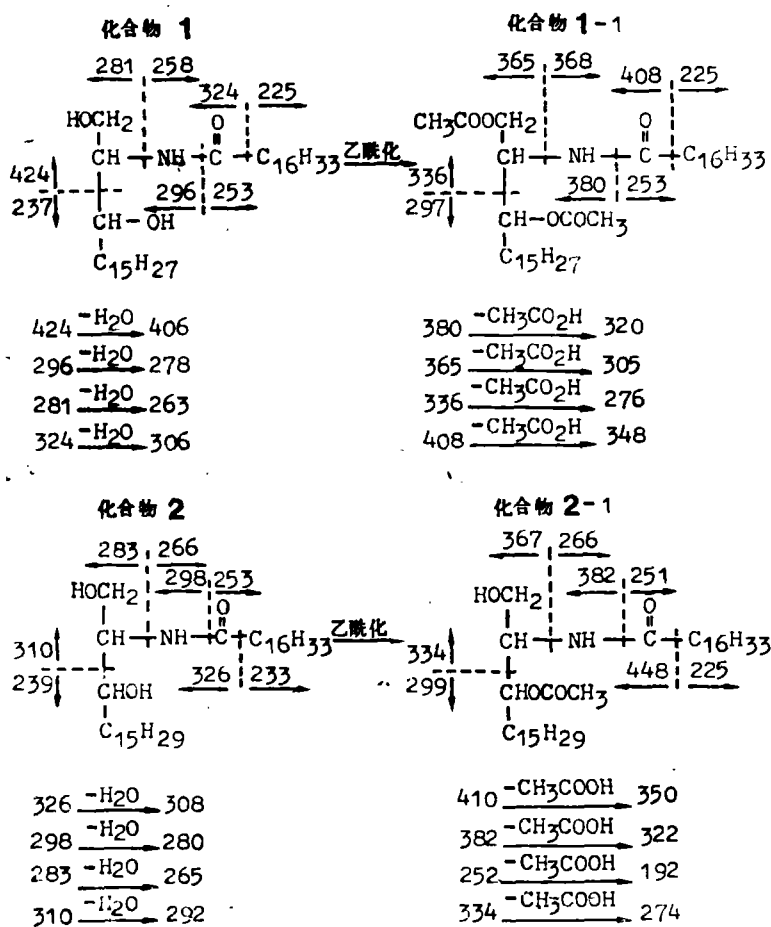 化合物 1
281 258
324 225
HOCH2 O
CH NH C C16H33
424
237
296 253
CH-OH
C15H27
乙酰化
化合物 1-1
365 368
408 225
CH3COOCH2 O
CH NH C C16H33
336
297
380 253
CH-OCOCH3
C15H27
424 -H2O 406
296 -H2O 278
281 -H2O 263
324 -H2O 306
380 -CH3CO2H 320
365 -CH3CO2H 305
336 -CH3CO2H 276
408 -CH3CO2H 348
化合物 2
283 266
298 253
HOCH2 O
CH NH C C16H33
310
239
326 233
CHOH
C15H29
乙酰化
化合物 2-1
367 266
382 251
HOCH2 O
CH NH C C16H33
334
299
448 225
CHOCOCH3
C15H29
326 -H2O 308
298 -H2O 280
283 -H2O 265
310 -H2O 292
410 -CH3COOH 350
382 -CH3COOH 322
252 -CH3COOH 192
334 -CH3COOH 274